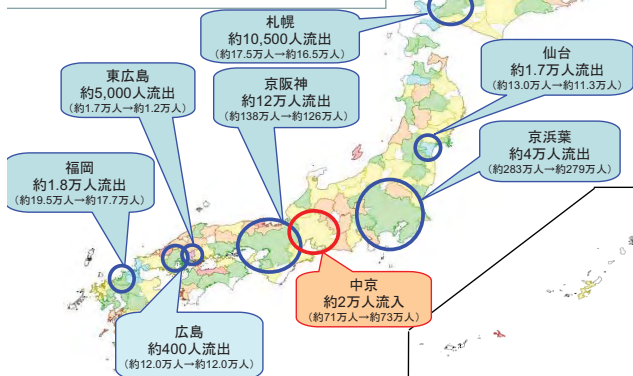 札幌
約10,500人流出
(約17.5万人→約16.5万人)
仙台
約1.7万人流出
(約13.0万人→約11.3万人)
東広島
約5,000人流出
(約1.7万人→約1.2万人)
京阪神
約12万人流出
(約138万人→約126万人)
京浜葉
約4万人流出
(約283万人→約279万人)
福岡
約1.8万人流出
(約19.5万人→約17.7万人)
中京
約2万人流入
(約71万人→約73万人)
広島
約400人流出
(約12.0万人→約12.0万人)